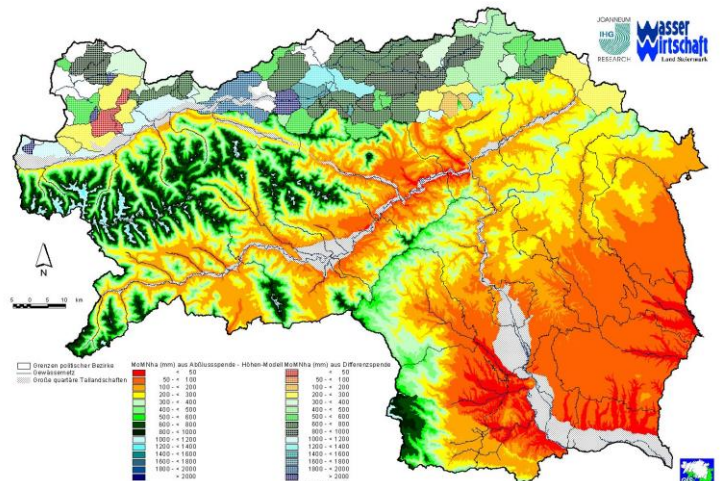 JOANNEUM
IHG
RESEARCH
Wasser
Wirtschaft
Land Steiermark
N
5 0 5 10 km
Grenzen politischer Bezirke
Gewässernetz
Große quartäre Tallandschaften
MoMNha (mm) aus Abflussspende - Höhen-Modell
< 50
50 - < 100
100 - < 200
200 - < 300
300 - < 400
400 - < 500
500 - < 600
600 - < 800
800 - < 1000
1000 - < 1200
1200 - < 1400
1400 - < 1600
1600 - < 1800
1800 - < 2000
> 2000
MoMNha (mm) aus Differenzspende
< 50
50 - < 100
100 - < 200
200 - < 300
300 - < 400
400 - < 500
500 - < 600
600 - < 800
800 - < 1000
1000 - < 1200
1200 - < 1400
1400 - < 1600
1600 - < 1800
1800 - < 2000
> 2000